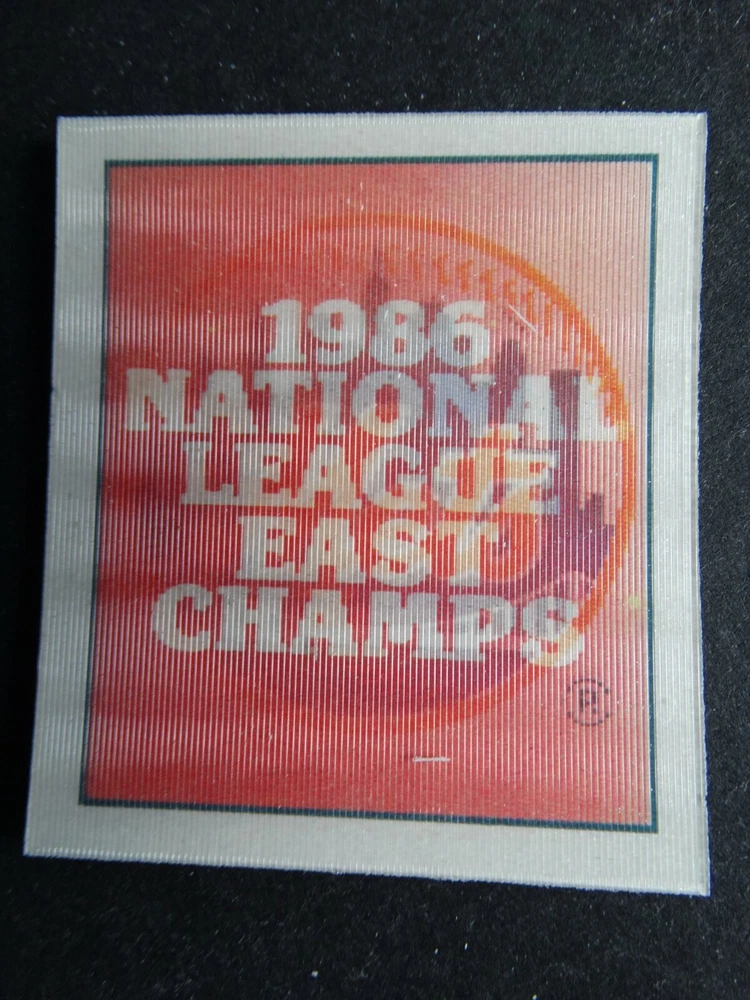 1986
NATIONAL
LEAGUE
EAST
CHAMPS